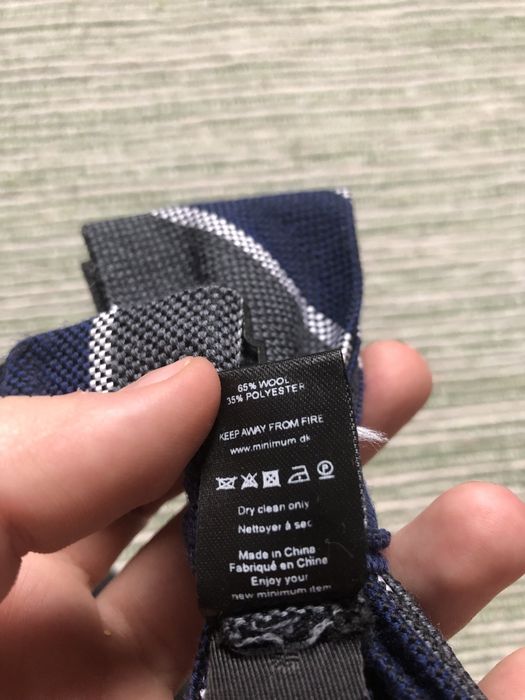 65% WOOL
35% POLYESTER
KEEP AWAY FROM FIRE
www.minimum.dk
Dry clean only
Nettoyer à sec
Made in China
Fabriqué en Chine
Enjoy your
new minimum item